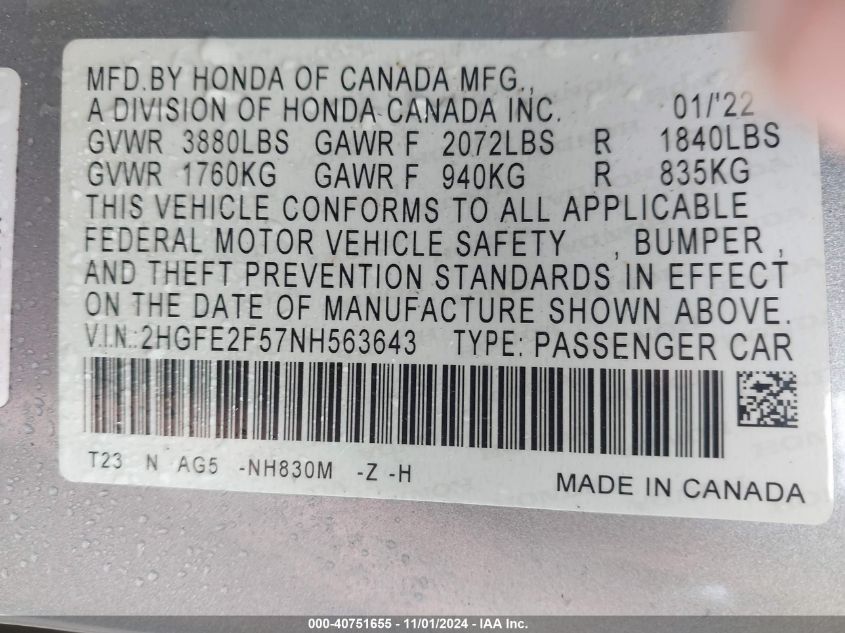 MFD.BY HONDA OF CANADA MFG.,
A DIVISION OF HONDA CANADA INC. 01/'22
GVWR 3880LBS GAWR F 2072LBS R 1840LBS
GVWR 1760KG GAWR F 940KG R 835KG
THIS VEHICLE CONFORMS TO ALL APPLICABLE
FEDERAL MOTOR VEHICLE SAFETY , BUMPER ,
AND THEFT PREVENTION STANDARDS IN EFFECT
ON THE DATE OF MANUFACTURE SHOWN ABOVE.
V.I.N.:2HGFE2F57NH563643 TYPE: PASSENGER CAR
T23 N AG5 -NH830M -Z -H
MADE IN CANADA
000-40751655 - 11/01/2024 - IAA Inc.